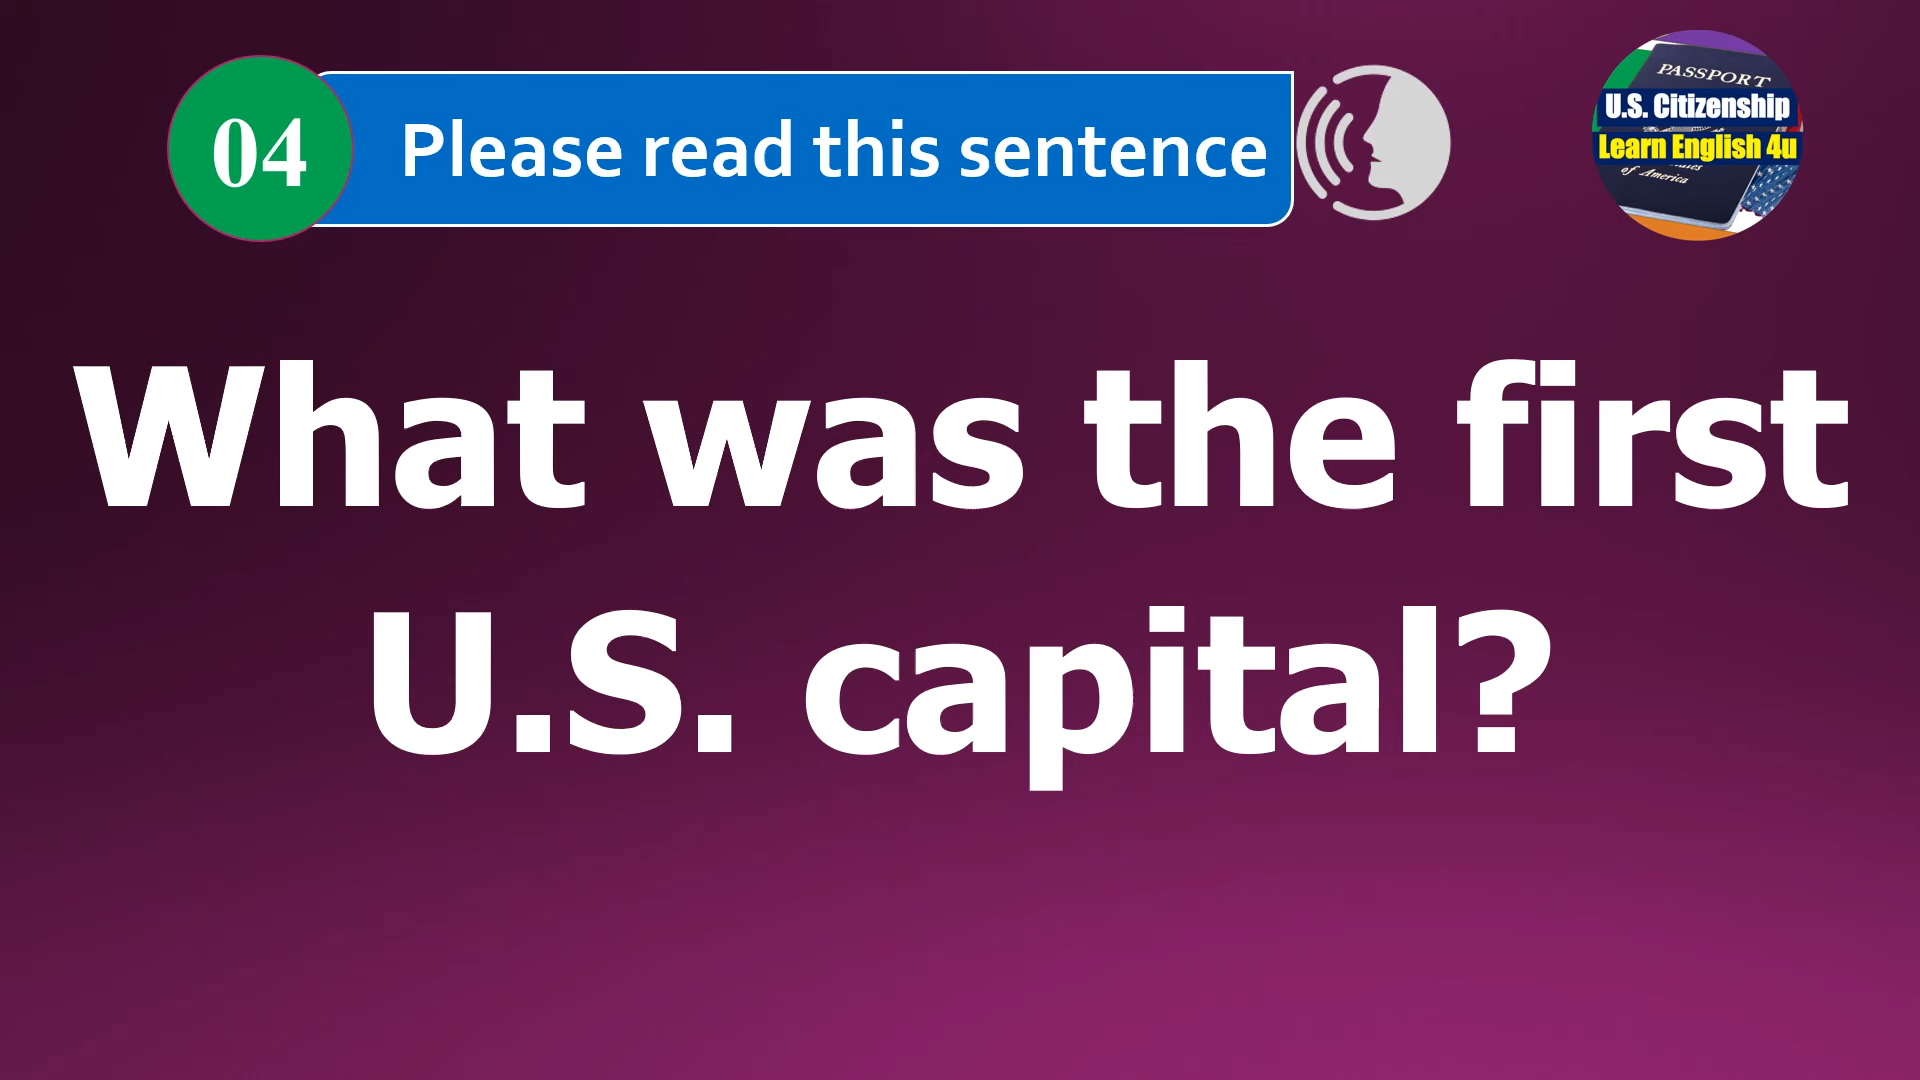 04
Please read this sentence
PASSPORT
U.S. Citizenship
Learn English 4u
of America
What was the first
U.S. capital?